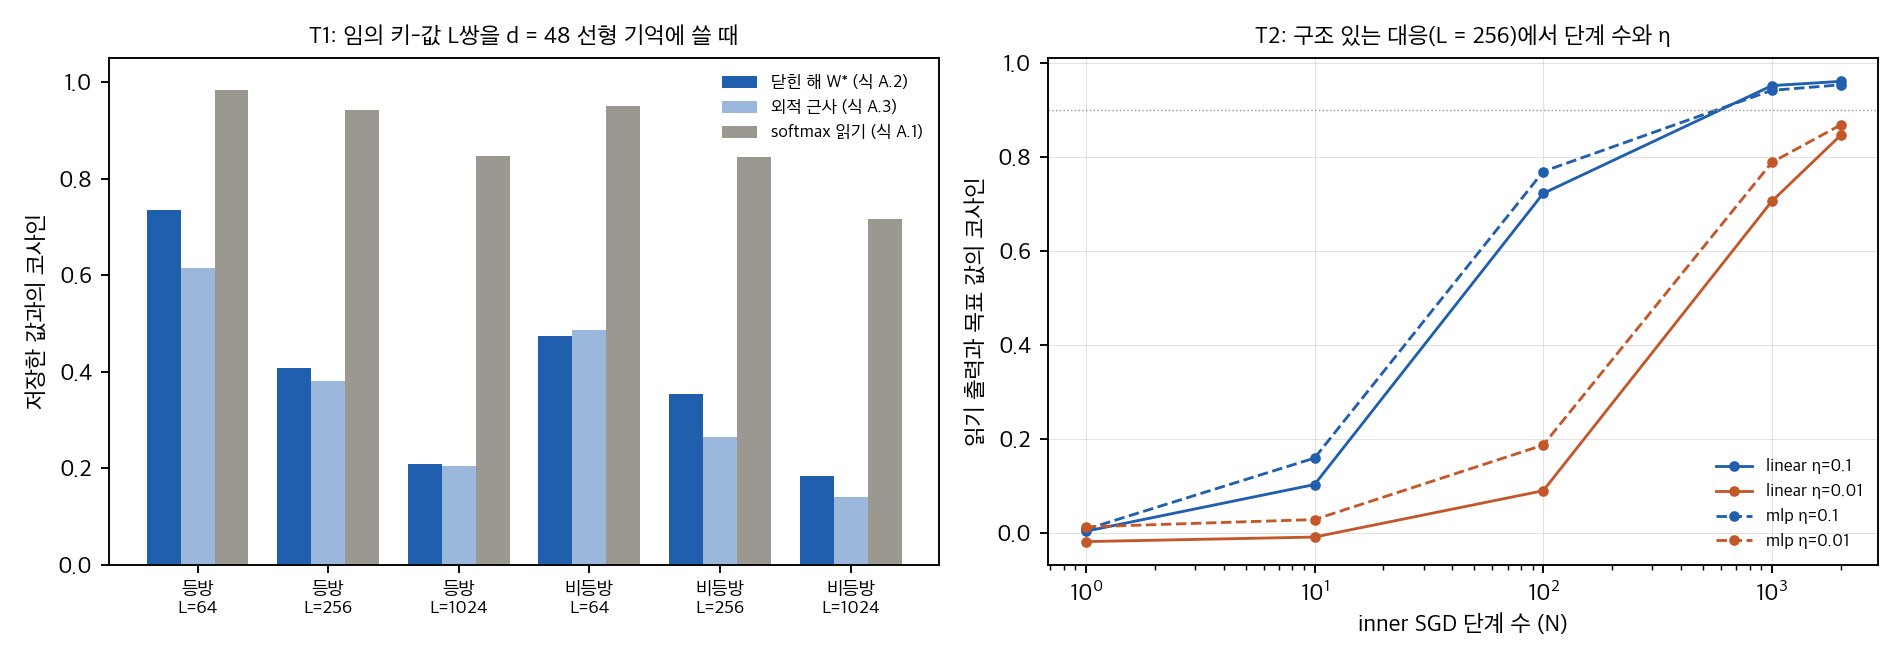 T1: 임의 키-값 L쌍을 d = 48 선형 기억에 쓸 때
저장한 값과의 코사인
1.0
0.8
0.6
0.4
0.2
0.0
닫힌 해 W* (식 A.2)
외적 근사 (식 A.3)
softmax 읽기 (식 A.1)
등방
L=64
등방
L=256
등방
L=1024
비등방
L=64
비등방
L=256
비등방
L=1024
T2: 구조 있는 대응(L = 256)에서 단계 수와 η
읽기 출력과 목표 값의 코사인
1.0
0.8
0.6
0.4
0.2
0.0
linear η=0.1
linear η=0.01
mlp η=0.1
mlp η=0.01
10⁰
10¹
10²
10³
inner SGD 단계 수 (N)